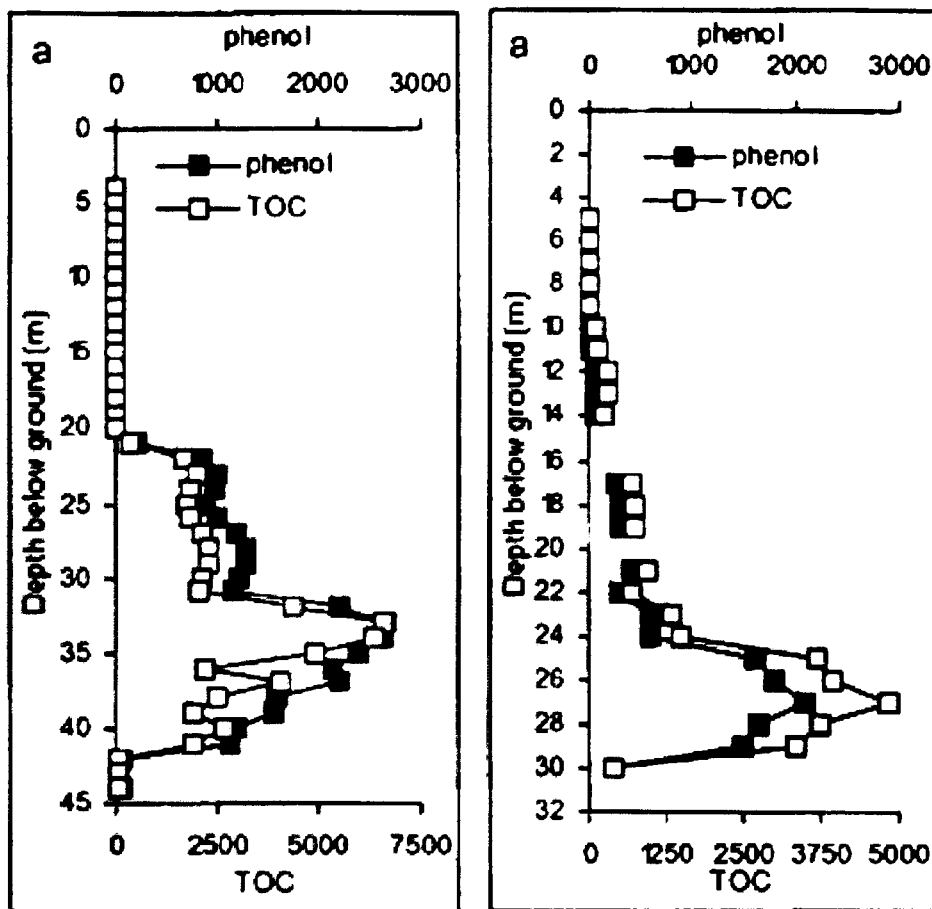 a
phenol
0 1000 2000 3000
0
phenol
5
TOC
10
15
20
25
30
35
40
45
Depth below ground (m)
0 2500 5000 7500
TOC
a
phenol
0 1000 2000 3000
0
2
phenol
4
TOC
6
8
10
12
14
16
18
20
22
24
26
28
30
32
Depth below ground (m)
0 1250 2500 3750 5000
TOC